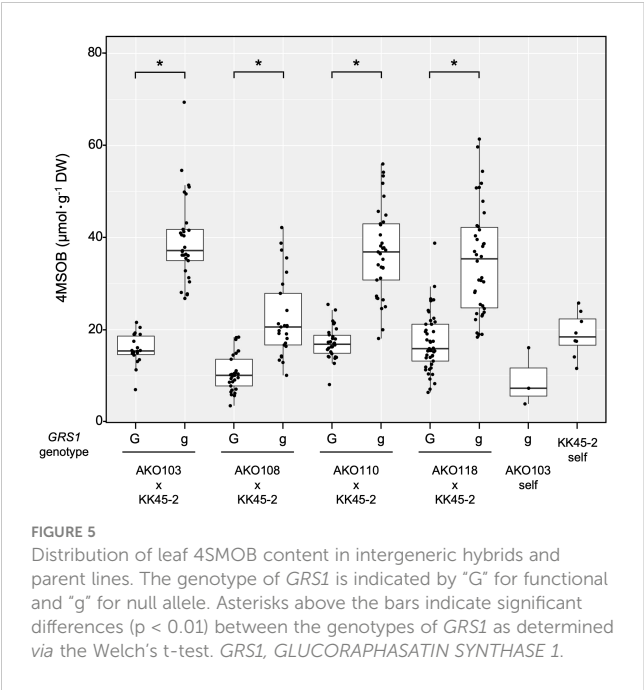 80
*
*
*
*
60
4MSOB (μmol·g-1 DW)
40
20
0
GRS1
genotype
G
g
G
g
G
g
G
g
g
KK45-2
self
AKO103
x
KK45-2
AKO108
x
KK45-2
AKO110
x
KK45-2
AKO118
x
KK45-2
AKO103
self
FIGURE 5
Distribution of leaf 4SMOB content in intergeneric hybrids and
parent lines. The genotype of GRS1 is indicated by “G” for functional
and “g” for null allele. Asterisks above the bars indicate significant
differences (p < 0.01) between the genotypes of GRS1 as determined
via the Welch’s t-test. GRS1, GLUCORAPHASATIN SYNTHASE 1.